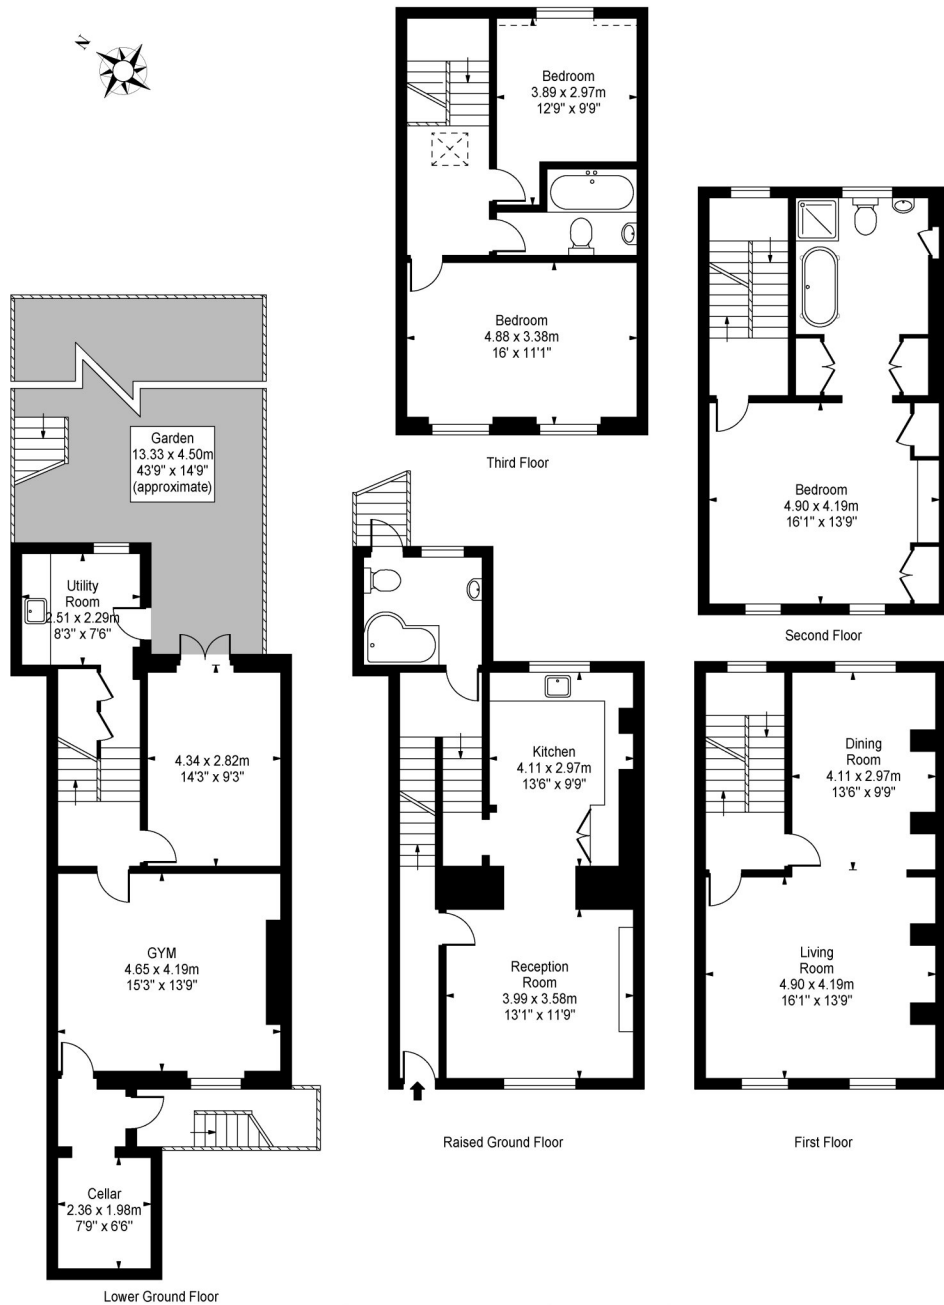 N
Bedroom
3.89 x 2.97m
12'9" x 9'9"
Bedroom
4.88 x 3.38m
16' x 11'1"
Third Floor
Garden
13.33 x 4.50m
43'9" x 14'9"
(approximate)
Bedroom
4.90 x 4.19m
16'1" x 13'9"
Second Floor
Utility
Room
2.51 x 2.29m
8'3" x 7'6"
4.34 x 2.82m
14'3" x 9'3"
GYM
4.65 x 4.19m
15'3" x 13'9"
Cellar
2.36 x 1.98m
7'9" x 6'6"
Lower Ground Floor
Kitchen
4.11 x 2.97m
13'6" x 9'9"
Reception
Room
3.99 x 3.58m
13'1" x 11'9"
Raised Ground Floor
Dining
Room
4.11 x 2.97m
13'6" x 9'9"
Living
Room
4.90 x 4.19m
16'1" x 13'9"
First Floor